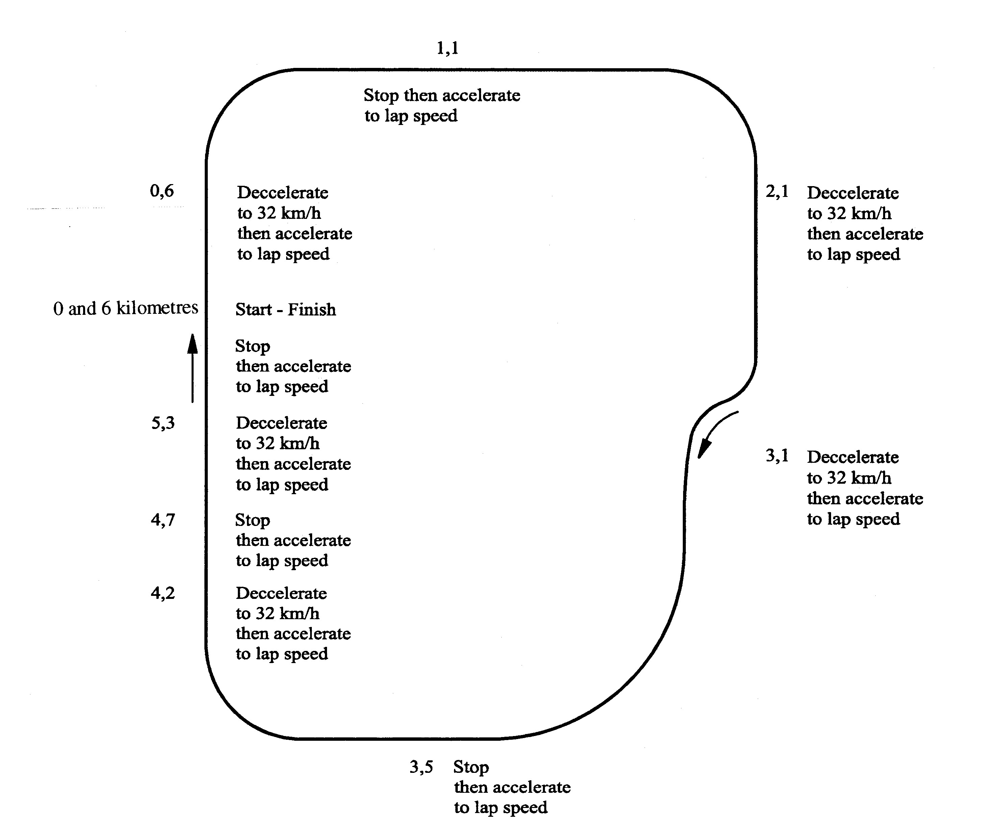 1,1
Stop then accelerate
to lap speed
0,6
Deccelerate
to 32 km/h
then accelerate
to lap speed
2,1
Deccelerate
to 32 km/h
then accelerate
to lap speed
0 and 6 kilometres
Start - Finish
Stop
then accelerate
to lap speed
5,3
Deccelerate
to 32 km/h
then accelerate
to lap speed
3,1
Deccelerate
to 32 km/h
then accelerate
to lap speed
4,7
Stop
then accelerate
to lap speed
4,2
Deccelerate
to 32 km/h
then accelerate
to lap speed
3,5
Stop
then accelerate
to lap speed